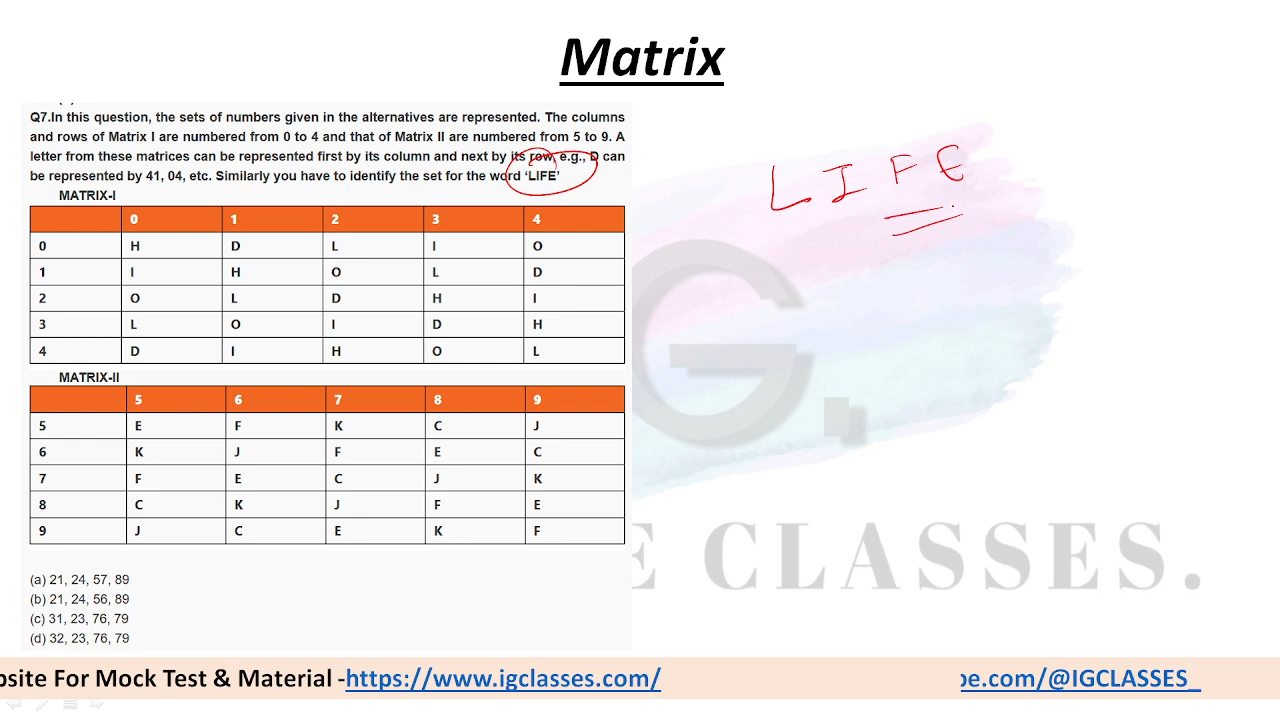 Matrix
Q7.In this question, the sets of numbers given in the alternatives are represented. The columns
and rows of Matrix I are numbered from 0 to 4 and that of Matrix II are numbered from 5 to 9. A
letter from these matrices can be represented first by its column and next by its row, e.g., D can
be represented by 41, 04, etc. Similarly you have to identify the set for the word ‘LIFE’
L I F E
MATRIX-I
0 1 2 3 4
0 H D L I O
1 I H O L D
2 O L D H I
3 L O I D H
4 D I H O L
MATRIX-II
5 6 7 8 9
5 E F K C J
6 K J F E C
7 F E C J K
8 C K J F E
9 J C E K F
G.
E CLASSES.
(a) 21, 24, 57, 89
(b) 21, 24, 56, 89
(c) 31, 23, 76, 79
(d) 32, 23, 76, 79
For Mock Test & Material -https://www.igclasses.com/ be.com/@IGCLASSES_